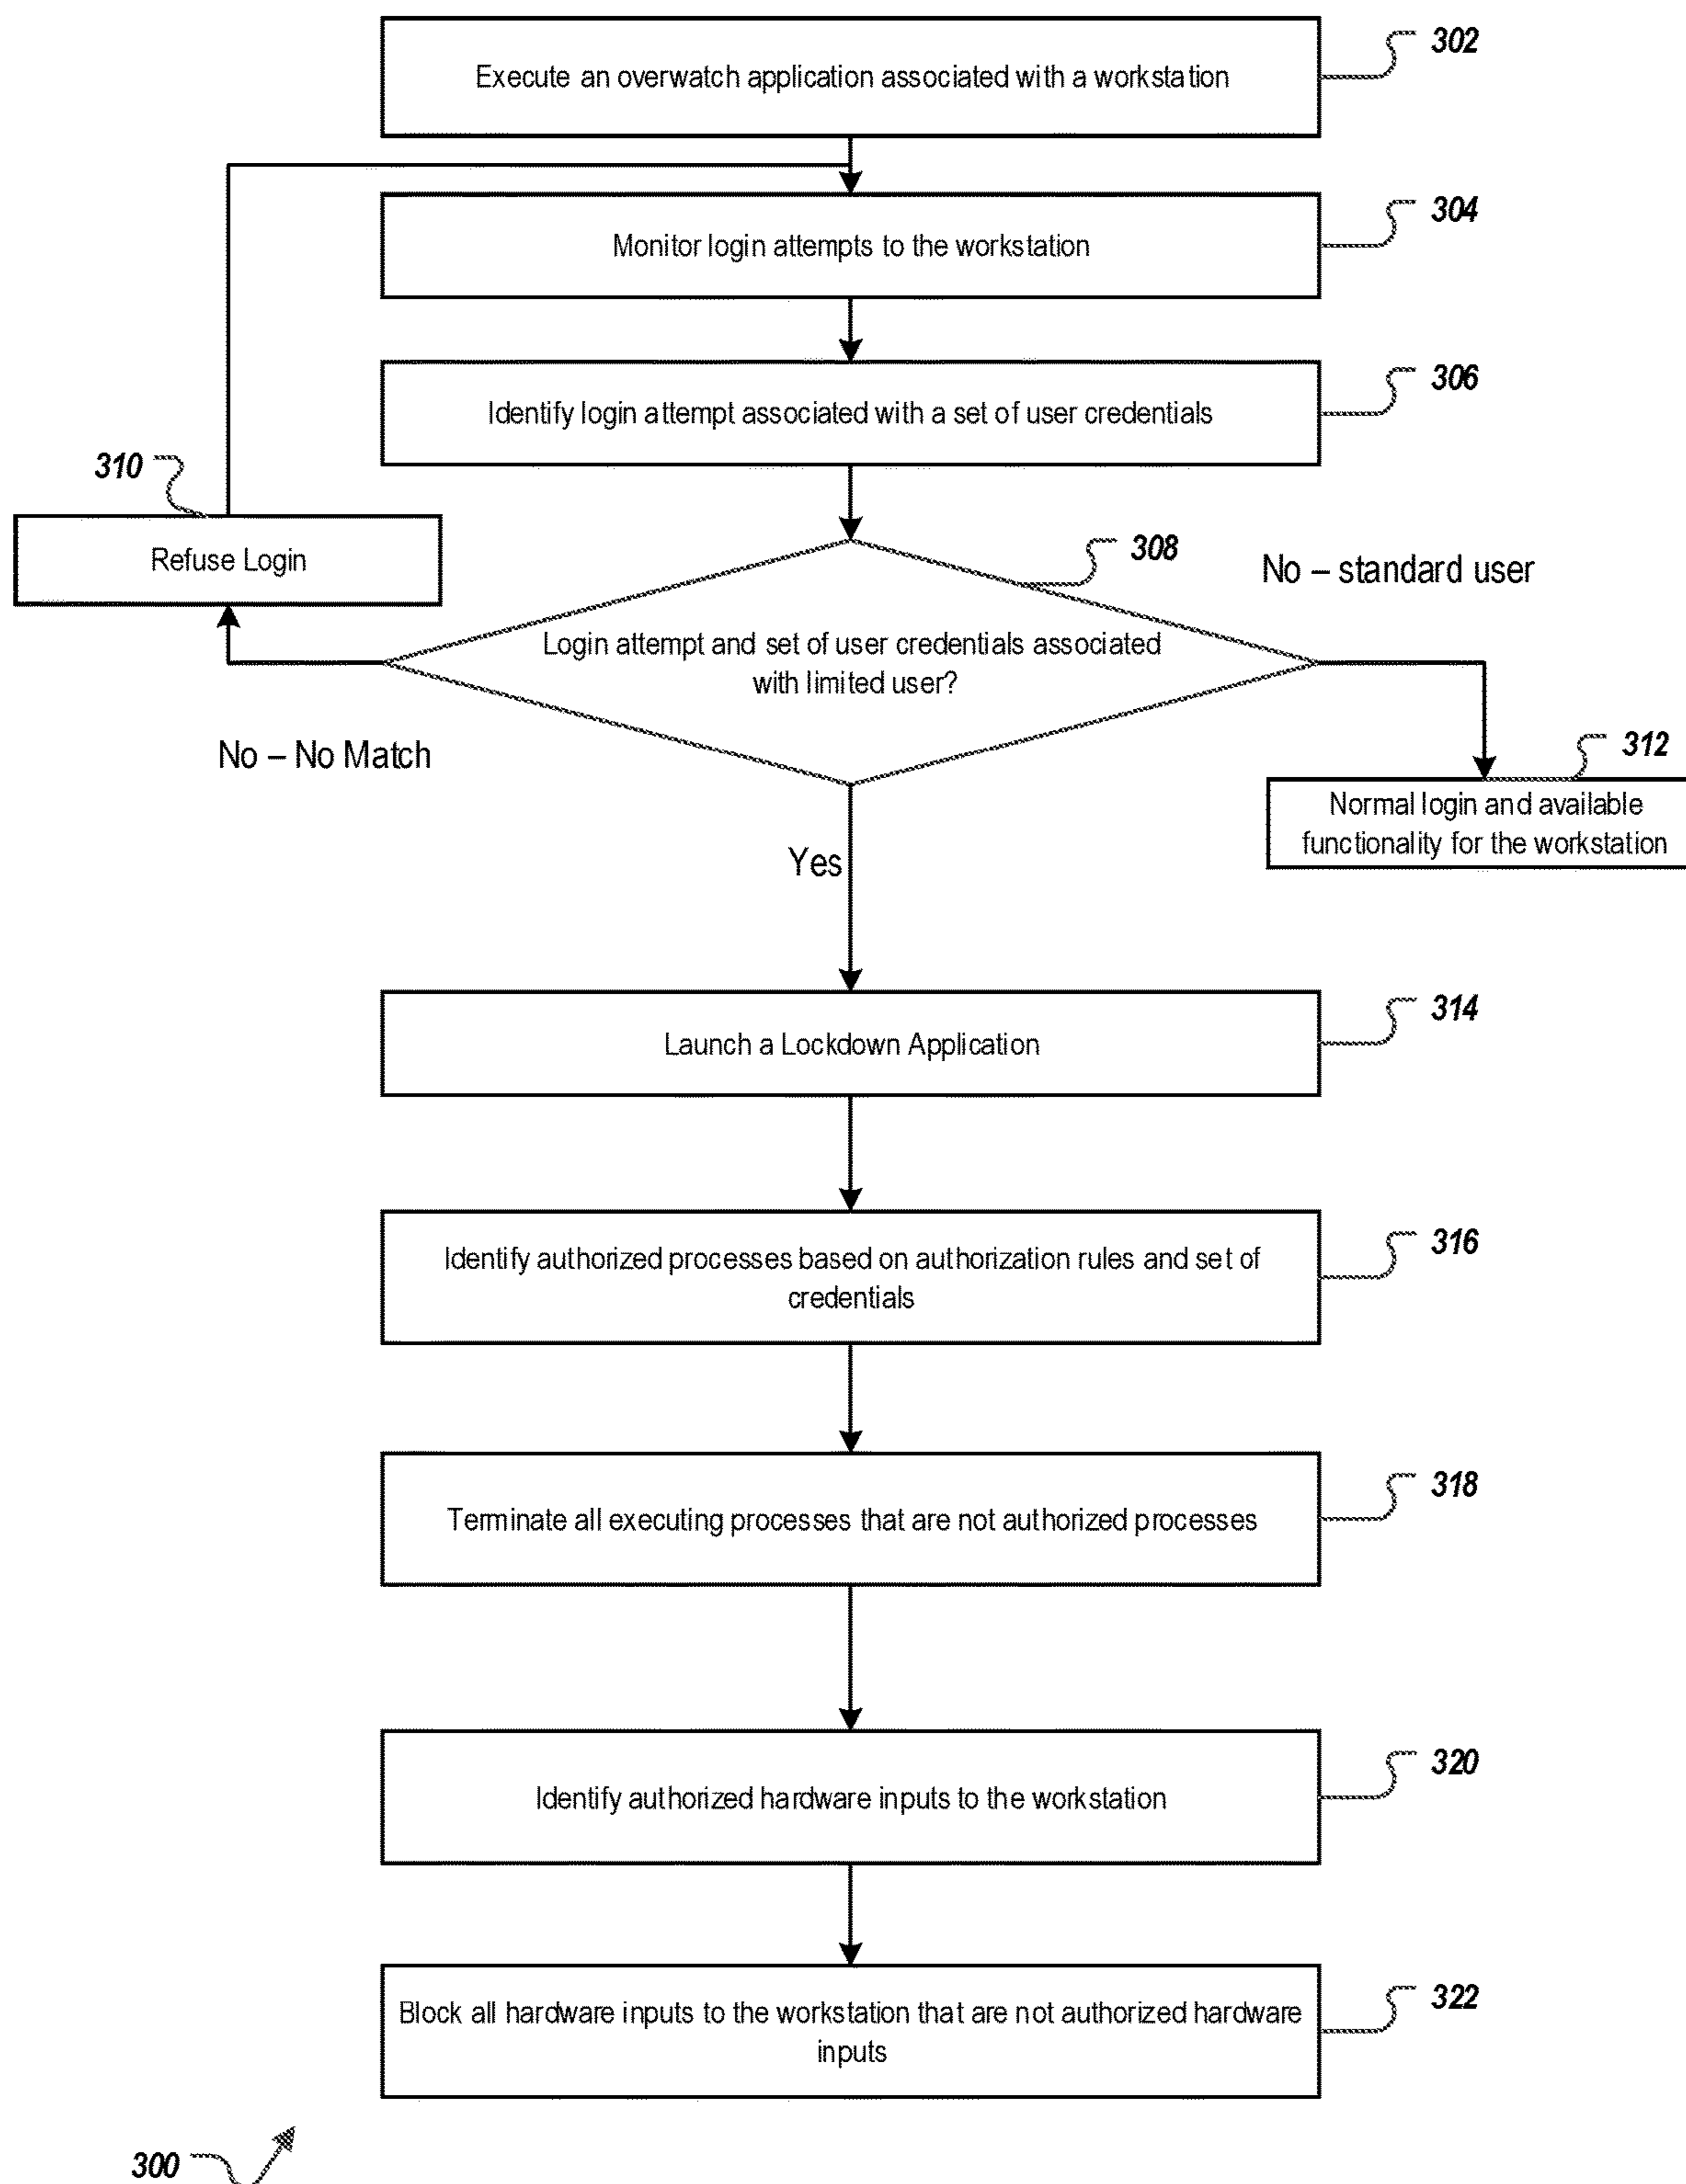 Execute an overwatch application associated with a workstation
302
Monitor login attempts to the workstation
304
Identify login attempt associated with a set of user credentials
306
310
Refuse Login
308
No – standard user
Login attempt and set of user credentials associated
with limited user?
No – No Match
312
Normal login and available
functionality for the workstation
Yes
Launch a Lockdown Application
314
Identify authorized processes based on authorization rules and set of
credentials
316
Terminate all executing processes that are not authorized processes
318
Identify authorized hardware inputs to the workstation
320
Block all hardware inputs to the workstation that are not authorized hardware
inputs
322
300